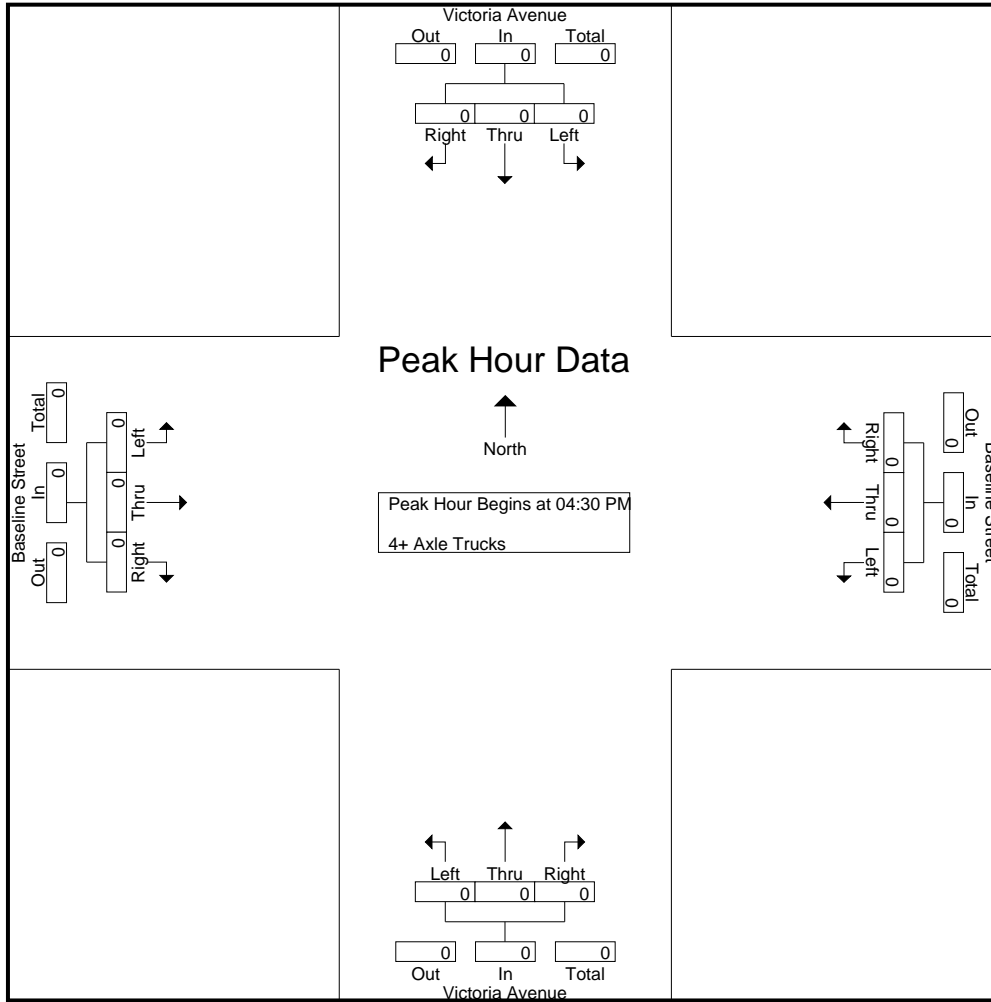 Victoria Avenue
Out In Total
0 0 0
0 0 0
Right Thru Left
Peak Hour Data
North
Peak Hour Begins at 04:30 PM
4+ Axle Trucks
Baseline Street
Total In Out
0 0 0
0 0 0
Left Thru Right
Right Thru Left
0 0 0
0 0 0
Out In Total
Baseline Street
Left Thru Right
0 0 0
0 0 0
Out In Total
Victoria Avenue